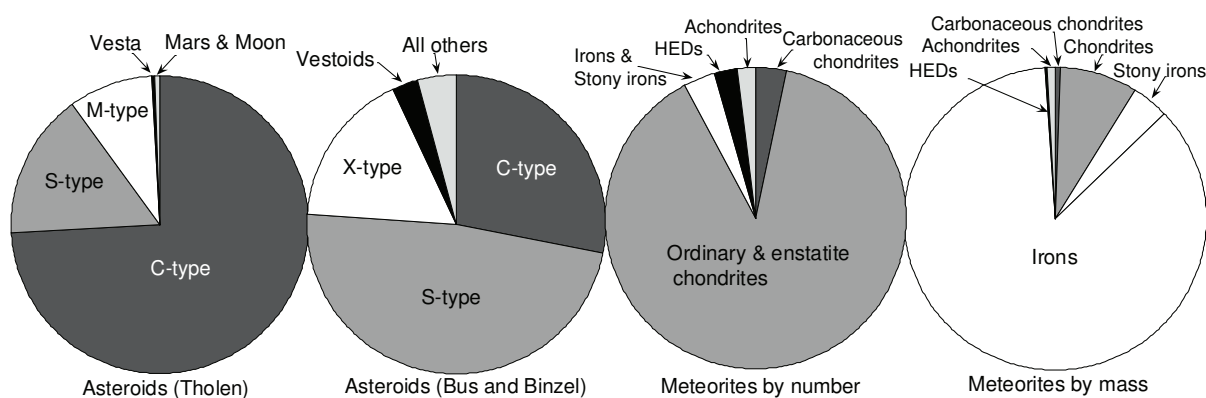 Vesta
Mars & Moon
M-type
S-type
C-type
Asteroids (Tholen)
Vestoids
All others
X-type
C-type
S-type
Asteroids (Bus and Binzel)
Irons &
Stony irons
HEDs
Achondrites
Carbonaceous
chondrites
Ordinary & enstatite
chondrites
Meteorites by number
Carbonaceous chondrites
Achondrites
Chondrites
HEDs
Stony irons
Irons
Meteorites by mass